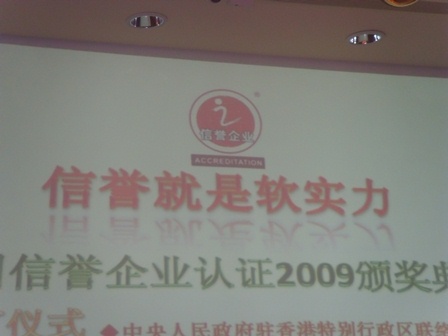 信誉企业
ACCREDITATION
信誉就是软实力
信誉企业认证2009颁奖典
仪式
◆中央人民政府驻香港特别行政区联络